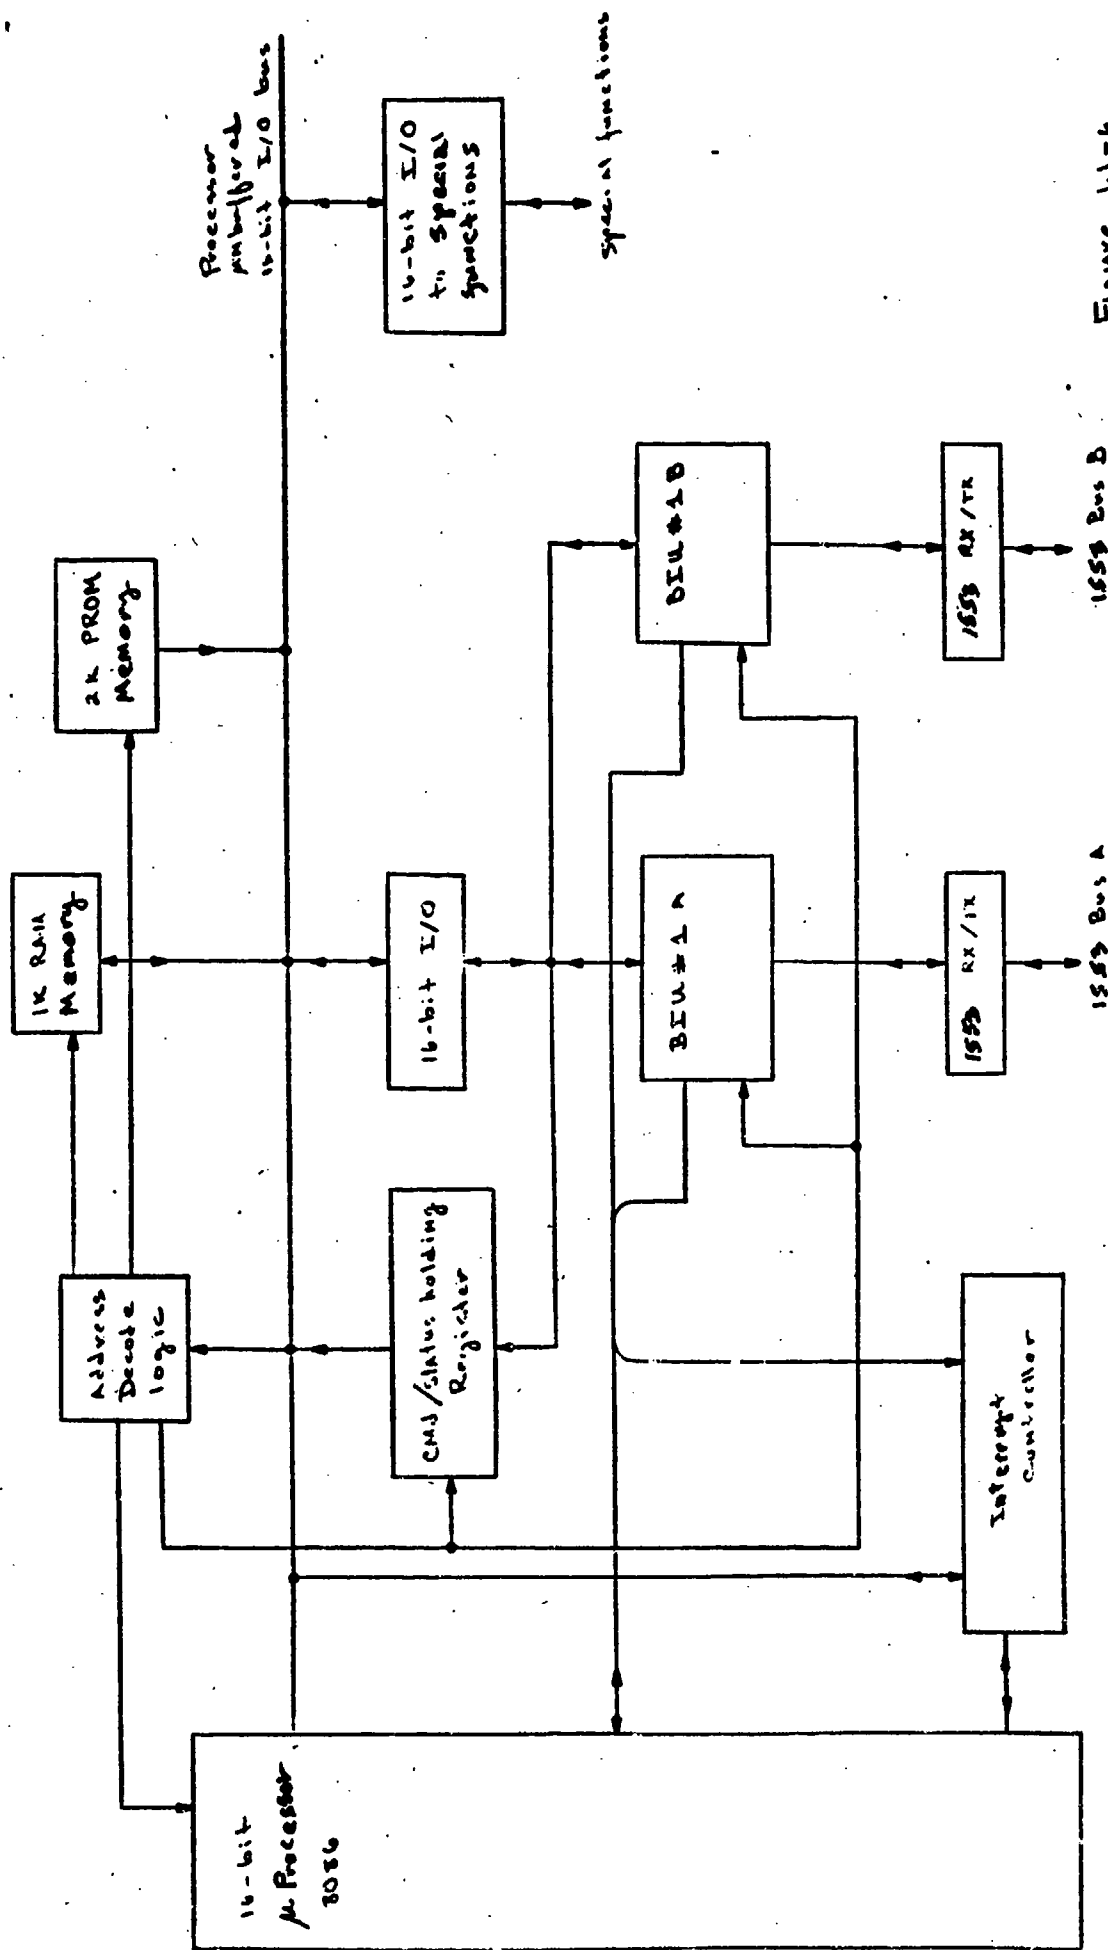 16-bit
µ Processor
8086
Address
Decode
logic
1K RAM
Memory
2K PROM
Memory
Processor
unbuffered
16-bit I/O bus
CMD/Status holding
Register
16-bit I/O
16-bit I/O
to Special
functions
special functions
BIU #1 A
BIU #1 B
Interrupt
Controller
1553 RX/TX
1553 RX/TX
1553 Bus A
1553 Bus B
Figure